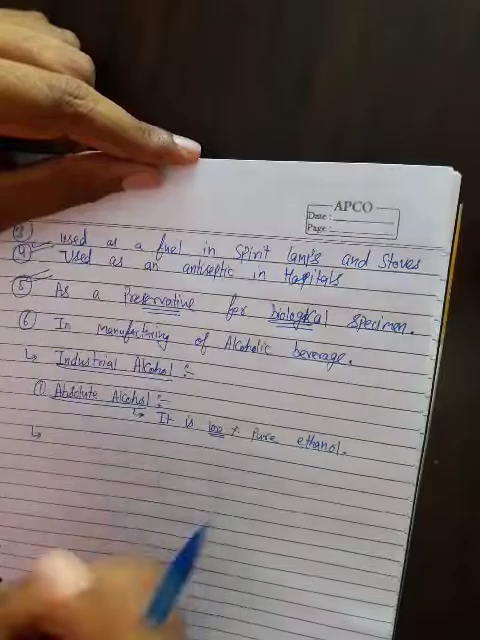 APCO
Date :
Page :
③ used as a fuel in spirit lamps and Stoves
④ Used as an antiseptic in Hospitals
⑤ As a Preservative for biological specimen.
⑥ In manufacturing of Alcoholic beverage.
↳ Industrial Alcohol :-
① Absolute Alcohol :-
↳ It is 100 % Pure ethanol.
↳